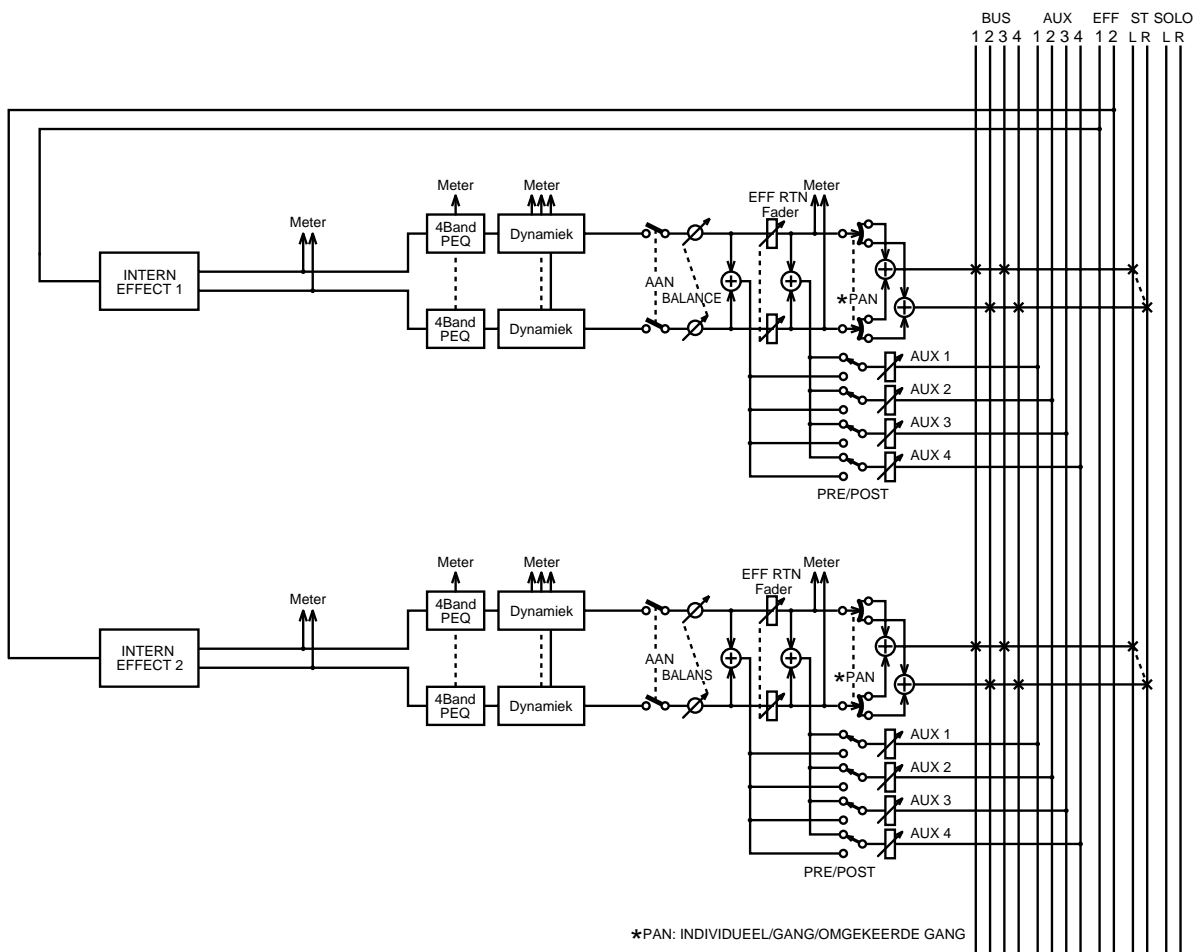 BUS AUX EFF ST SOLO
1 2 3 4 1 2 3 4 1 2 L R L R
Meter Meter Meter
EFF RTN
Fader
Meter
4Band
PEQ
Dynamiek
INTERN
EFFECT 1
AAN
BALANCE
*PAN
4Band
PEQ
Dynamiek
AUX 1
AUX 2
AUX 3
AUX 4
PRE/POST
Meter Meter Meter
EFF RTN
Fader
Meter
4Band
PEQ
Dynamiek
INTERN
EFFECT 2
AAN
BALANS
*PAN
4Band
PEQ
Dynamiek
AUX 1
AUX 2
AUX 3
AUX 4
PRE/POST
*PAN: INDIVIDUEEL/GANG/OMGEKEERDE GANG